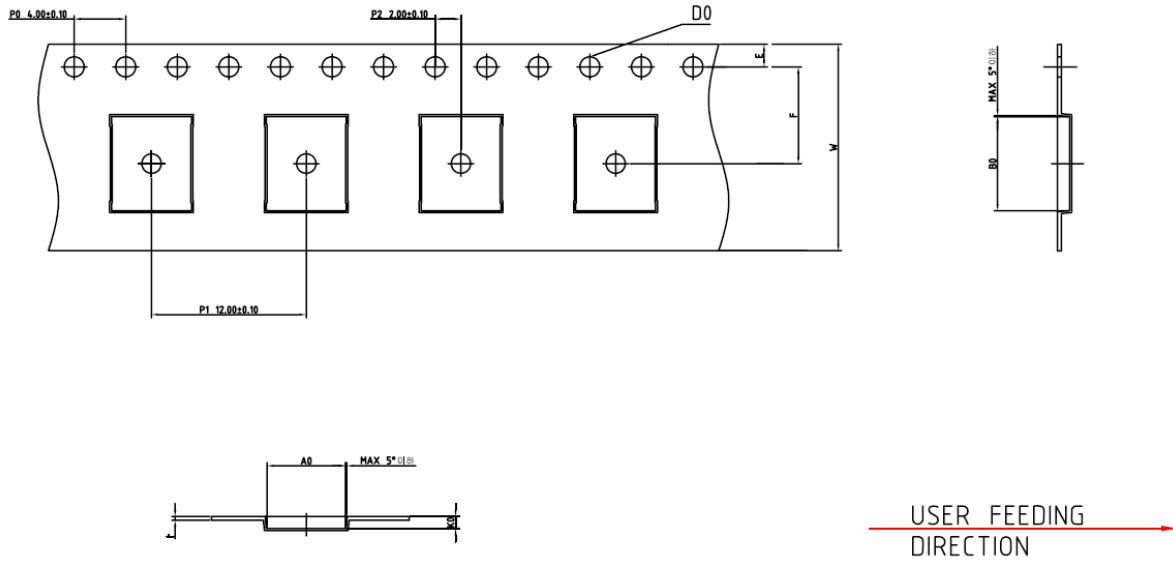 P0 4.00±0.10
P2 2.00±0.10
D0
E
F
W
MAX 5°이하
B0
P1 12.00±0.10
A0
MAX 5°이하
t
K0
USER FEEDING
DIRECTION